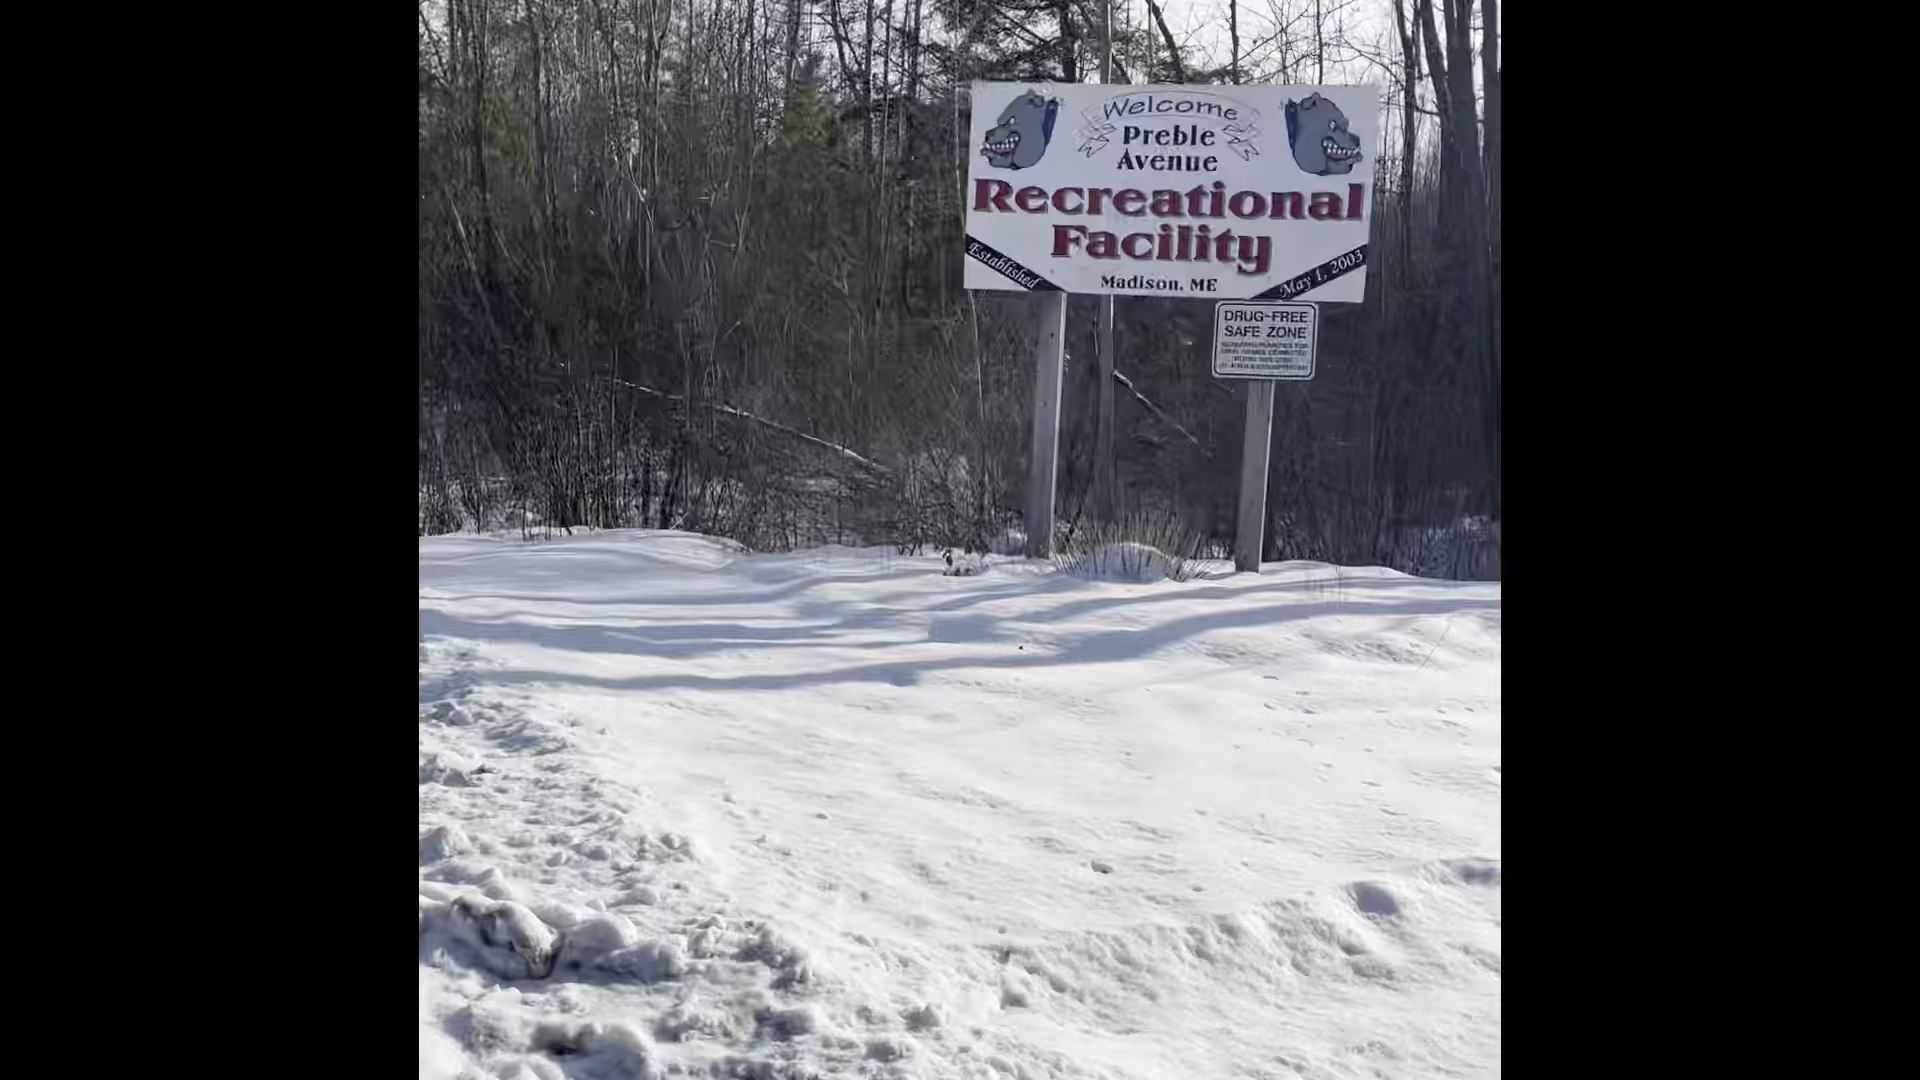 Welcome
Preble
Avenue
Recreational
Facility
Established
May 1, 2003
Madison, ME
DRUG-FREE
SAFE ZONE